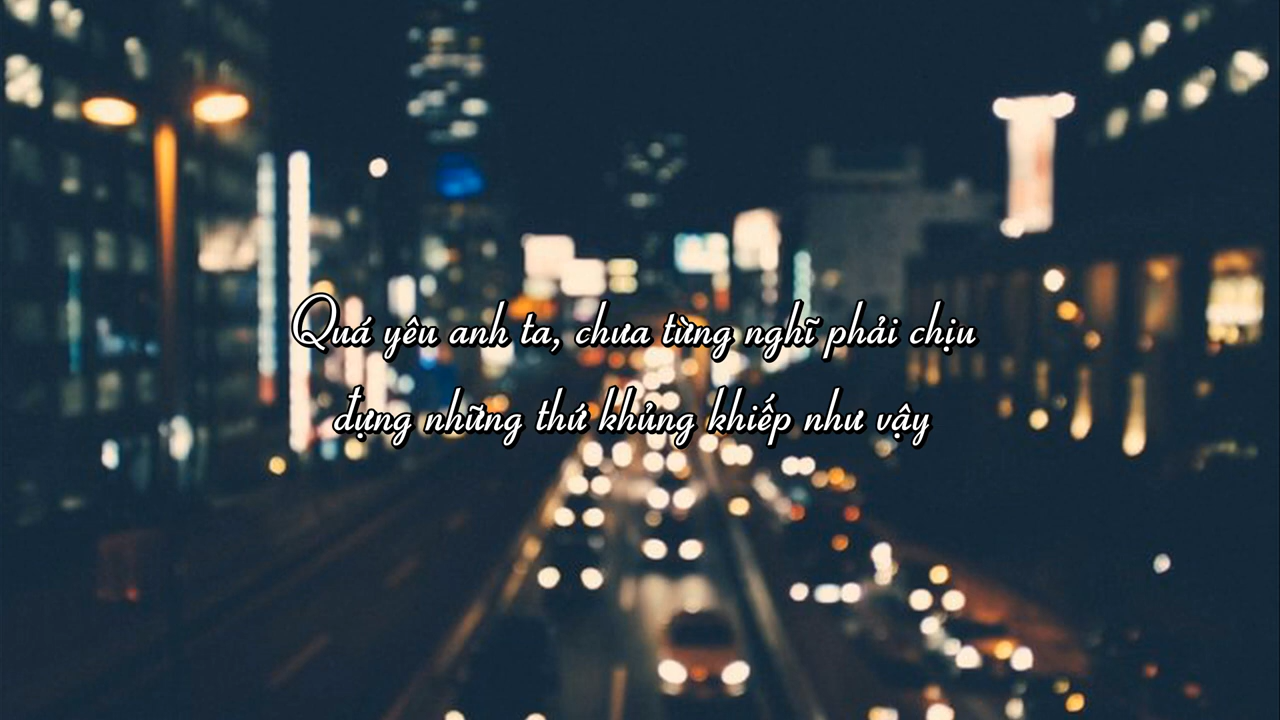 Quá yêu anh ta, chưa từng nghĩ phải chịu
đựng những thứ khủng khiếp như vậy